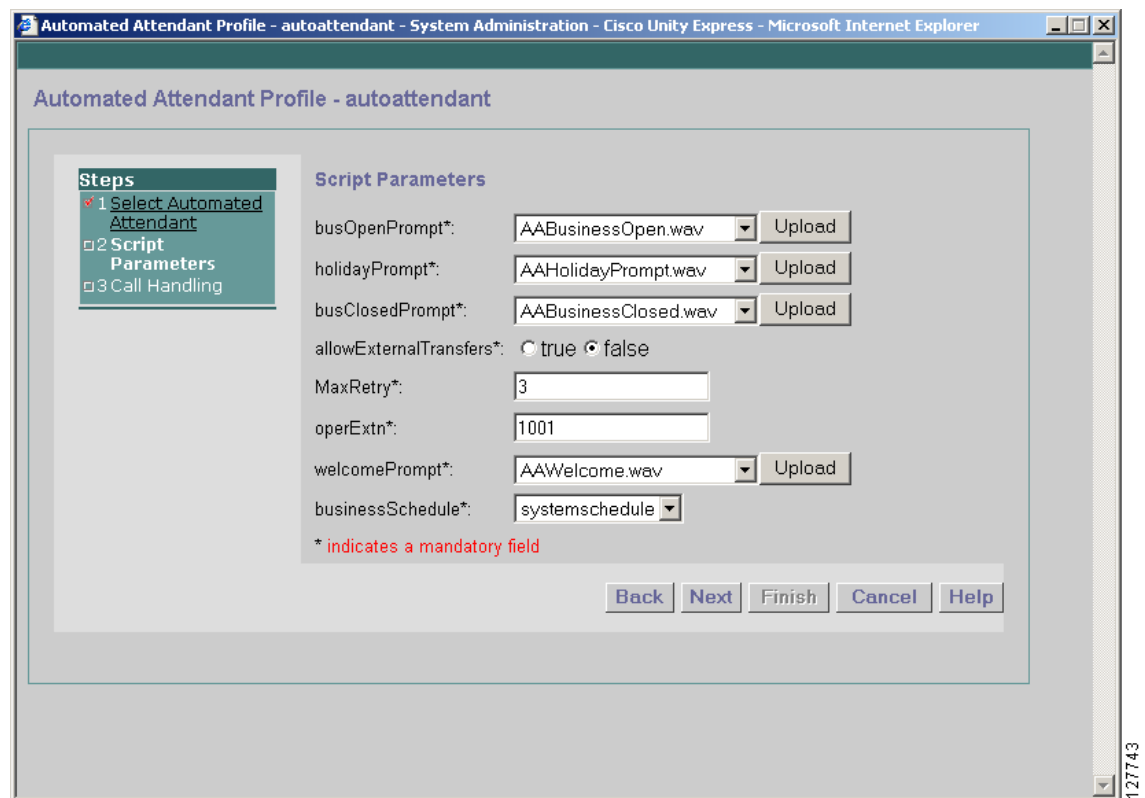 Automated Attendant Profile - autoattendant - System Administration - Cisco Unity Express - Microsoft Internet Explorer
Automated Attendant Profile - autoattendant
Steps
1 Select Automated
Attendant
2 Script
Parameters
3 Call Handling
Script Parameters
busOpenPrompt*: AABusinessOpen.wav Upload
holidayPrompt*: AAHolidayPrompt.wav Upload
busClosedPrompt*: AABusinessClosed.wav Upload
allowExternalTransfers*: true false
MaxRetry*: 3
operExtn*: 1001
welcomePrompt*: AAWelcome.wav Upload
businessSchedule*: systemschedule
* indicates a mandatory field
Back Next Finish Cancel Help
127743